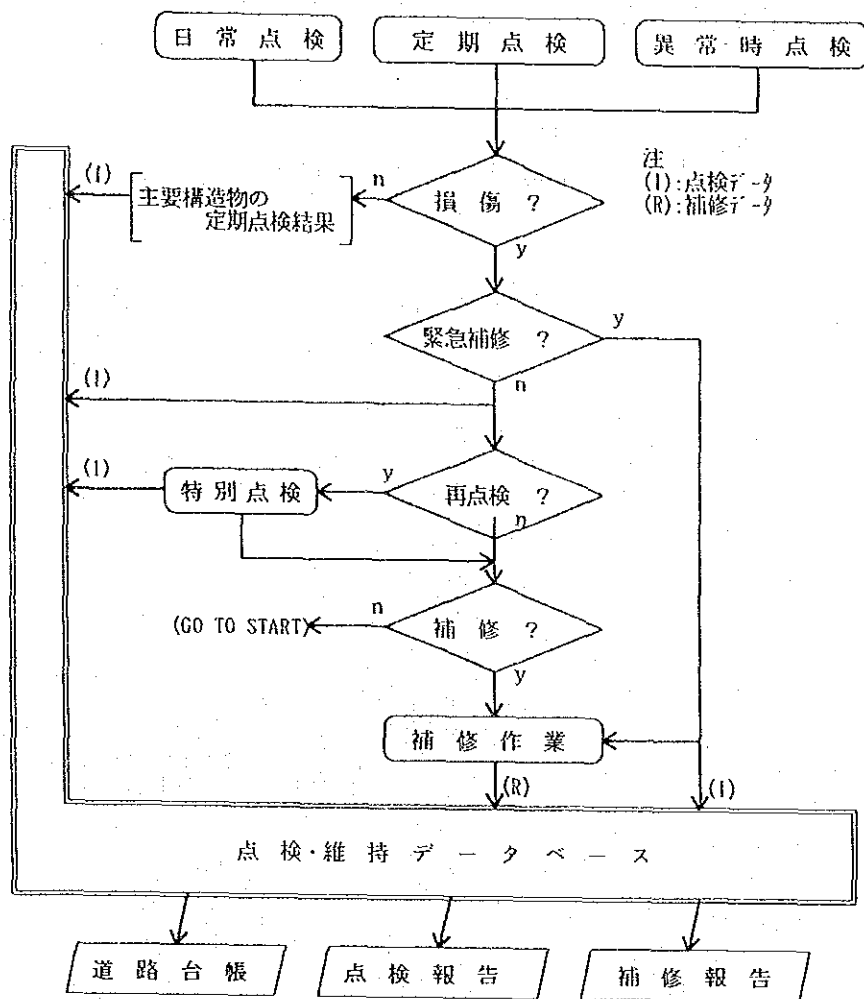 日常点検
定期点検
異常時点検
注
(I):点検データ
(R):補修データ
(I)
主要構造物の
定期点検結果
n
損傷?
y
緊急補修?
y
n
(I)
(I)
特別点検
y
再点検?
n
(GO TO START)
n
補修?
y
補修作業
(R)
(I)
点検・維持データベース
道路台帳
点検報告
補修報告